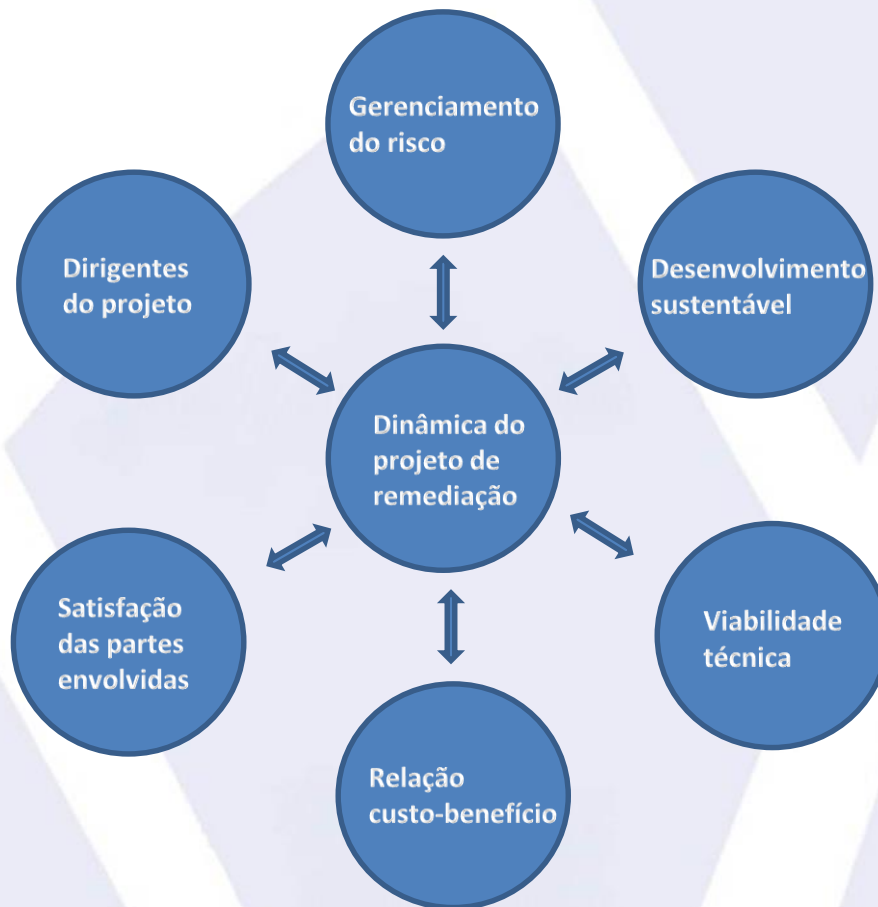 Gerenciamento
do risco
Dirigentes
do projeto
Desenvolvimento
sustentável
Dinâmica do
projeto de
remediação
Satisfação
das partes
envolvidas
Viabilidade
técnica
Relação
custo-benefício